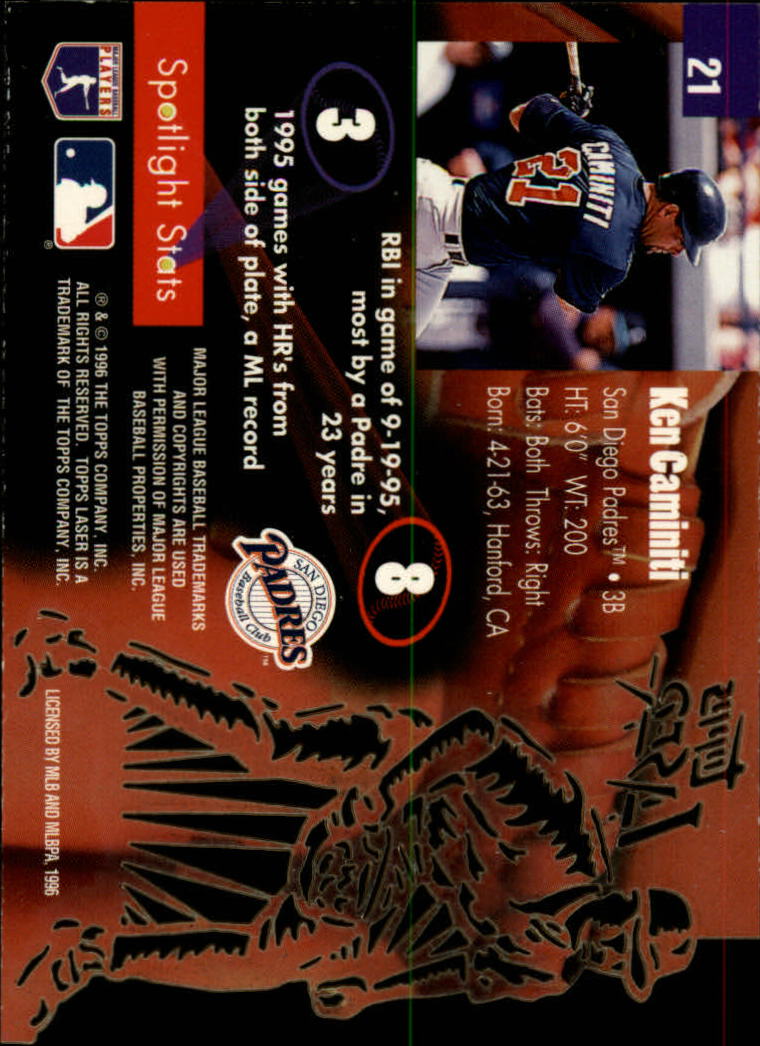 21
CAMINITI
21
Ken Caminiti
San Diego Padres™ • 3B
HT: 6'0" WT: 200
Bats: Both Throws: Right
Born: 4-21-63, Hanford, CA
8
RBI in game of 9-19-95,
most by a Padre in
23 years
3
1995 games with HR's from
both side of plate, a ML record
Spotlight Stats
SAN DIEGO
PADRES
Baseball Club
™
MAJOR LEAGUE BASEBALL
PLAYERS
®
MAJOR LEAGUE BASEBALL TRADEMARKS
AND COPYRIGHTS ARE USED
WITH PERMISSION OF MAJOR LEAGUE
BASEBALL PROPERTIES, INC.
® & © 1996 THE TOPPS COMPANY, INC.
ALL RIGHTS RESERVED. TOPPS LASER IS A
TRADEMARK OF THE TOPPS COMPANY, INC.
LICENSED BY MLB AND MLBPA, 1996